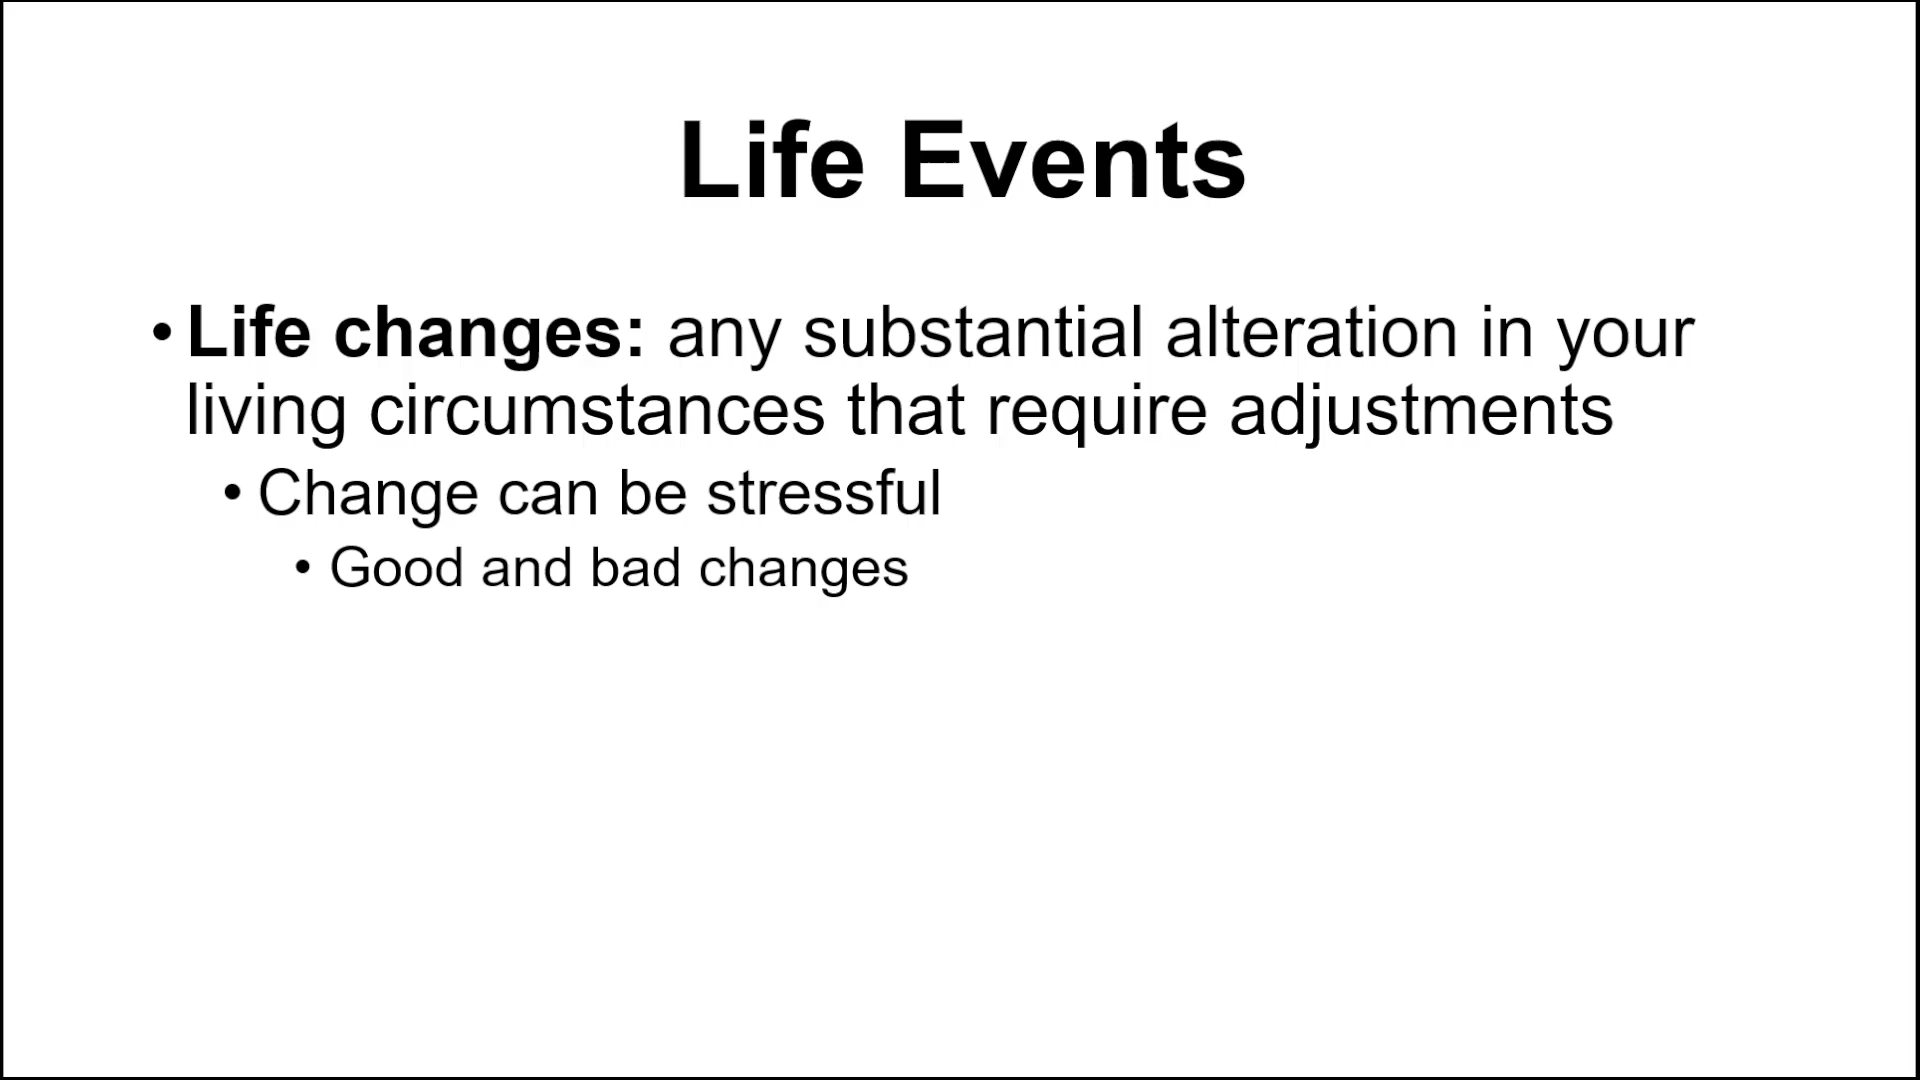 Life Events
• Life changes: any substantial alteration in your
living circumstances that require adjustments
• Change can be stressful
• Good and bad changes